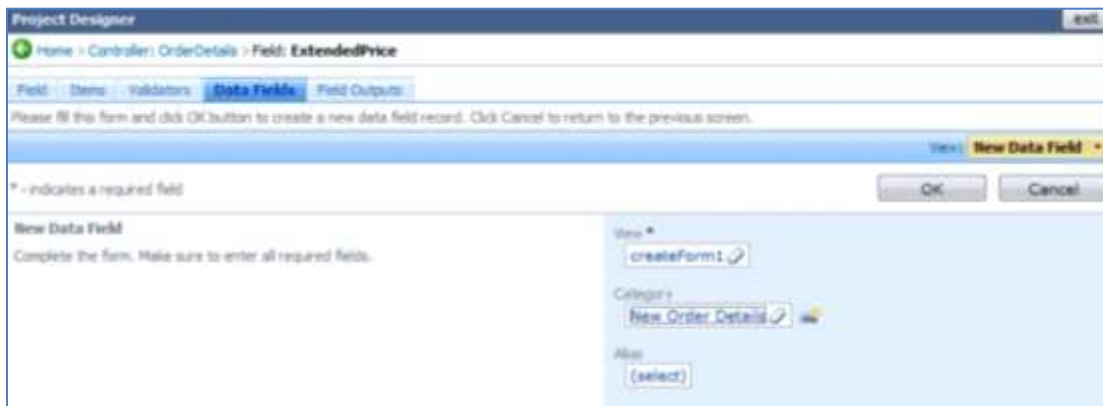 Project Designer
exit
Home > Controller: OrderDetails > Field: ExtendedPrice
Field Items Validators Data Fields Field Outputs
Please fill this form and click OK button to create a new data field record. Click Cancel to return to the previous screen.
View: New Data Field
* - indicates a required field
OK Cancel
New Data Field
Complete the form. Make sure to enter all required fields.
View *
createForm1
Category
New Order Details
Alias
(select)